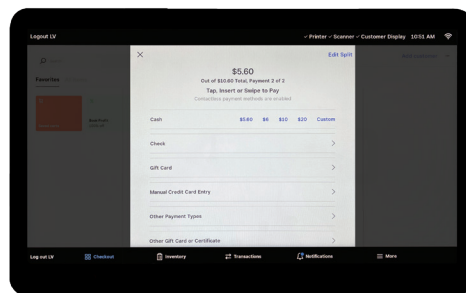 Logout LV
✓ Printer ✓ Scanner ✓ Customer Display 10:51 AM
Edit Split
$5.60
Out of $10.60 Total, Payment 2 of 2
Tap, Insert or Swipe to Pay
Contactless payment methods are enabled
Favorites
Cash $5.60 $6 $10 $20 Custom
Check
Gift Card
Manual Credit Card Entry
Other Payment Types
Other Gift Card or Certificate
Log out LV Checkout Inventory Transactions Notifications More